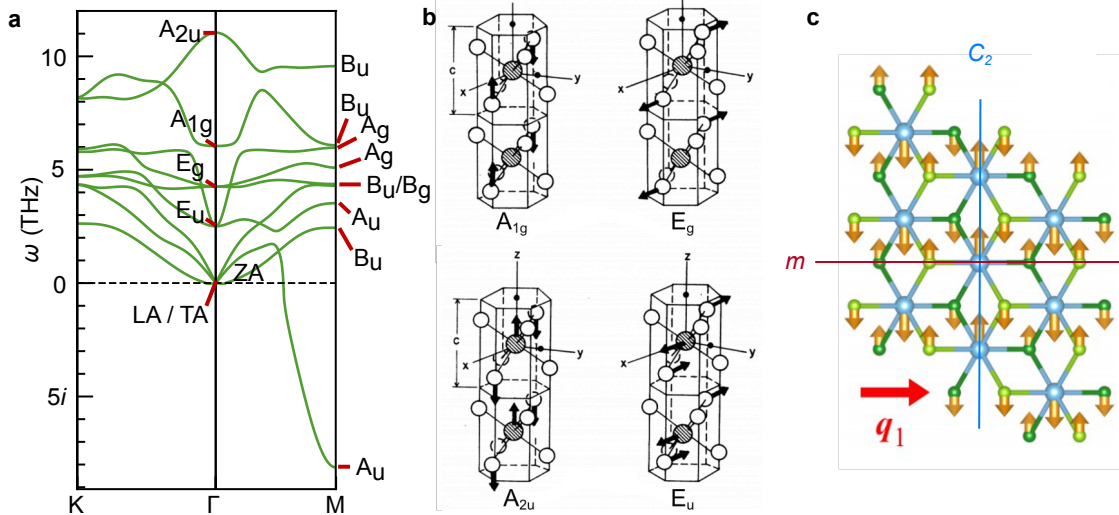 a
10
5
0
5i
ω (THz)
A2u
A1g
Eg
Eu
ZA
LA / TA
Bu
Bu
Ag
Ag
Bu/Bg
Au
Bu
Au
K
Γ
M
b
c
x
y
z
A1g
x
y
Eg
z
c
x
y
A2u
z
x
y
Eu
c
C2
m
q1